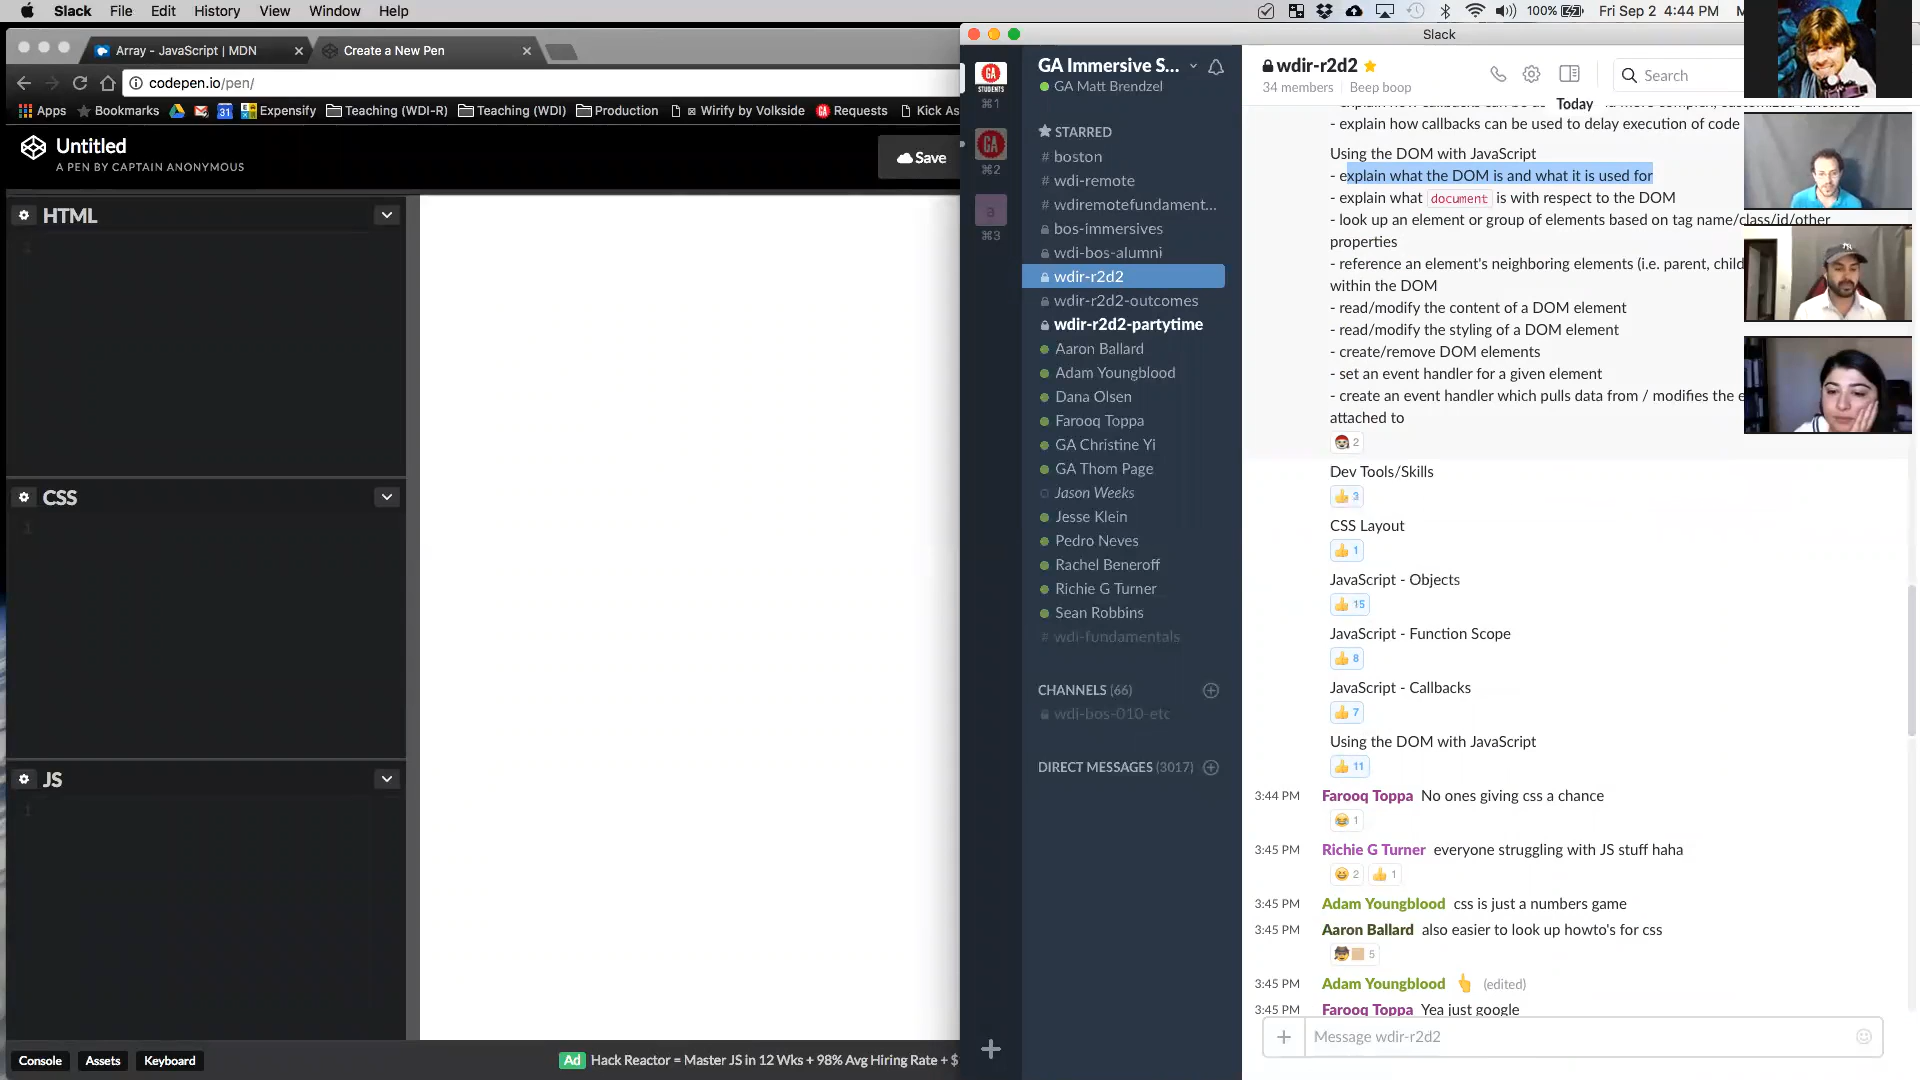 Slack File Edit History View Window Help
100% Fri Sep 2 4:44 PM
Array - JavaScript | MDN
Create a New Pen
codepen.io/pen/
Apps Bookmarks 31 Expensify Teaching (WDI-R) Teaching (WDI) Production Wirify by Volkside Requests Kick As
Untitled
A PEN BY CAPTAIN ANONYMOUS
Save
HTML
1
CSS
1
JS
1
Console Assets Keyboard
Ad Hack Reactor = Master JS in 12 Wks + 98% Avg Hiring Rate + $
Slack
GA
STUDENTS
⌘1
GA
⌘2
a
⌘3
GA Immersive S...
GA Matt Brendzel
STARRED
# boston
# wdi-remote
# wdiremotefundament...
bos-immersives
wdi-bos-alumni
wdir-r2d2
wdir-r2d2-outcomes
wdir-r2d2-partytime
Aaron Ballard
Adam Youngblood
Dana Olsen
Farooq Toppa
GA Christine Yi
GA Thom Page
Jason Weeks
Jesse Klein
Pedro Neves
Rachel Beneroff
Richie G Turner
Sean Robbins
# wdi-fundamentals
CHANNELS (66)
wdi-bos-010-etc
DIRECT MESSAGES (3017)
wdir-r2d2
34 members | Beep boop
Search
Today
- explain how callbacks can be used to delay execution of code
Using the DOM with JavaScript
- explain what the DOM is and what it is used for
- explain what document is with respect to the DOM
- look up an element or group of elements based on tag name/class/id/other
properties
- reference an element's neighboring elements (i.e. parent, child
within the DOM
- read/modify the content of a DOM element
- read/modify the styling of a DOM element
- create/remove DOM elements
- set an event handler for a given element
- create an event handler which pulls data from / modifies the e
attached to
2
Dev Tools/Skills
3
CSS Layout
1
JavaScript - Objects
15
JavaScript - Function Scope
8
JavaScript - Callbacks
7
Using the DOM with JavaScript
11
3:44 PM Farooq Toppa No ones giving css a chance
1
3:45 PM Richie G Turner everyone struggling with JS stuff haha
2 1
3:45 PM Adam Youngblood css is just a numbers game
3:45 PM Aaron Ballard also easier to look up howto's for css
5
3:45 PM Adam Youngblood (edited)
3:45 PM Farooq Toppa Yea just google
Message wdir-r2d2